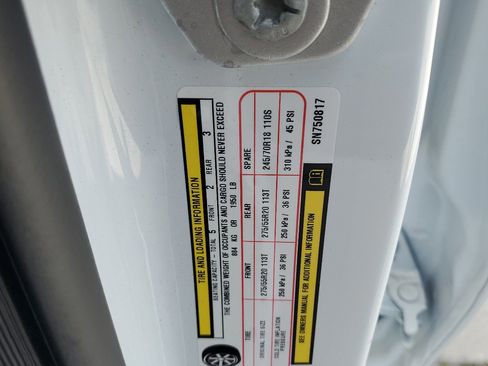 TIRE AND LOADING INFORMATION
SEATING CAPACITY - TOTAL 5 FRONT 2 REAR 3
THE COMBINED WEIGHT OF OCCUPANTS AND CARGO SHOULD NEVER EXCEED
884 KG OR 1950 LB
TIRE FRONT REAR SPARE
ORIGINAL TIRE SIZE 275/55R20 113T 275/55R20 113T 245/70R18 110S
COLD TIRE INFLATION PRESSURE 250 kPa / 36 PSI 250 kPa / 36 PSI 310 kPa / 45 PSI
SEE OWNERS MANUAL FOR ADDITIONAL INFORMATION
SN750817